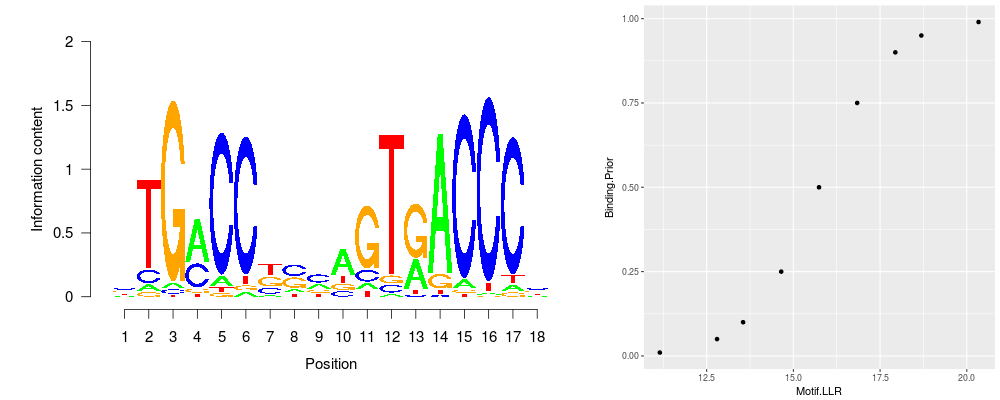 2
1.5
1
0.5
0
Information content
1 2 3 4 5 6 7 8 9 10 11 12 13 14 15 16 17 18
Position
TGACCTCCAGTGACCC
1.00
0.75
0.50
0.25
0.00
Binding.Prior
12.5 15.0 17.5 20.0
Motif.LLR